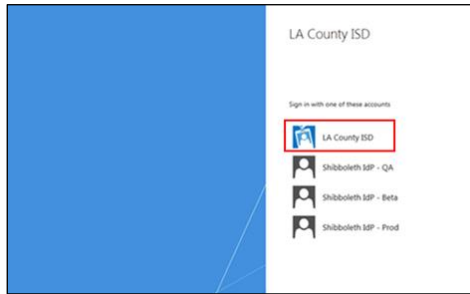 LA County ISD
Sign in with one of these accounts
LA County ISD
Shibboleth IdP - QA
Shibboleth IdP - Beta
Shibboleth IdP - Prod